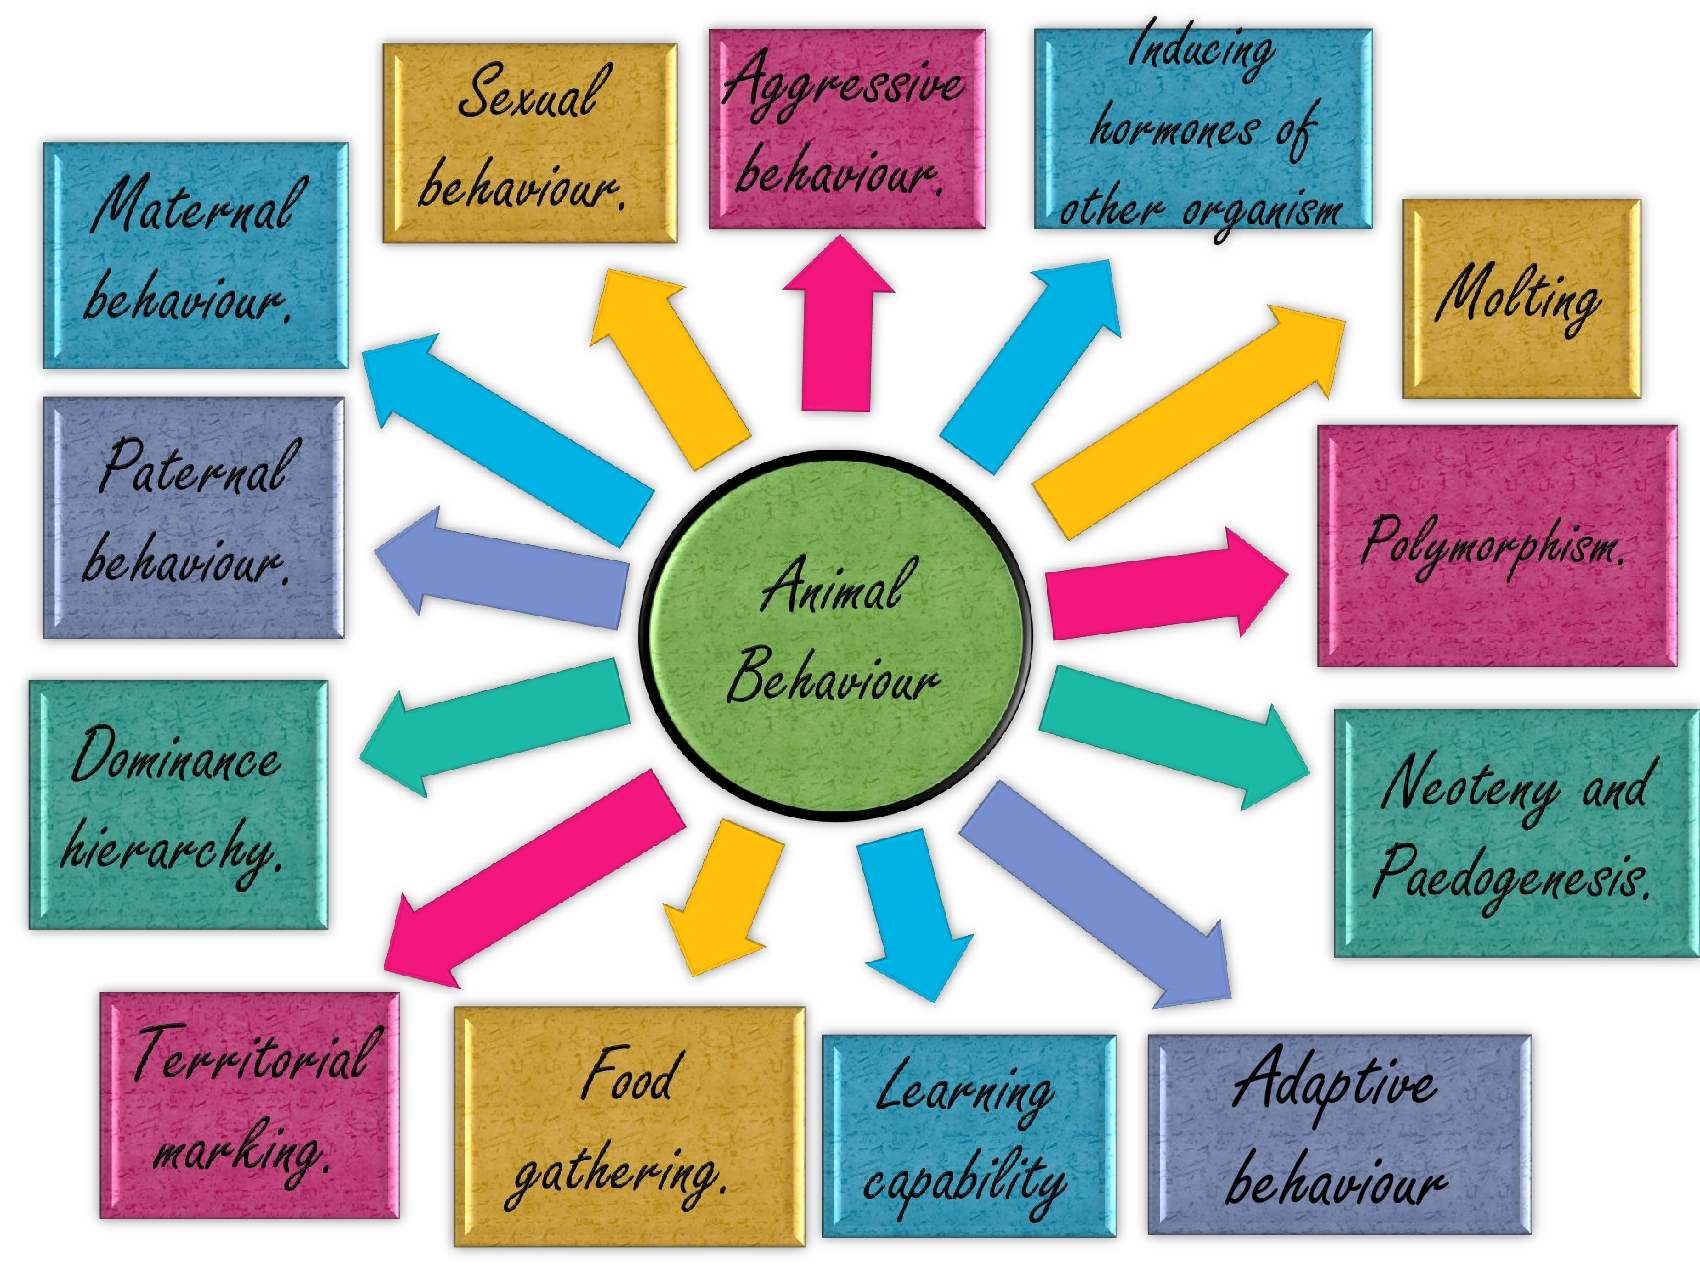 Sexual
behaviour.
Aggressive
behaviour.
Inducing
hormones of
other organism
Maternal
behaviour.
Molting
Paternal
behaviour.
Polymorphism.
Animal
Behaviour
Dominance
hierarchy.
Neoteny and
Paedogenesis.
Territorial
marking.
Food
gathering.
Learning
capability
Adaptive
behaviour